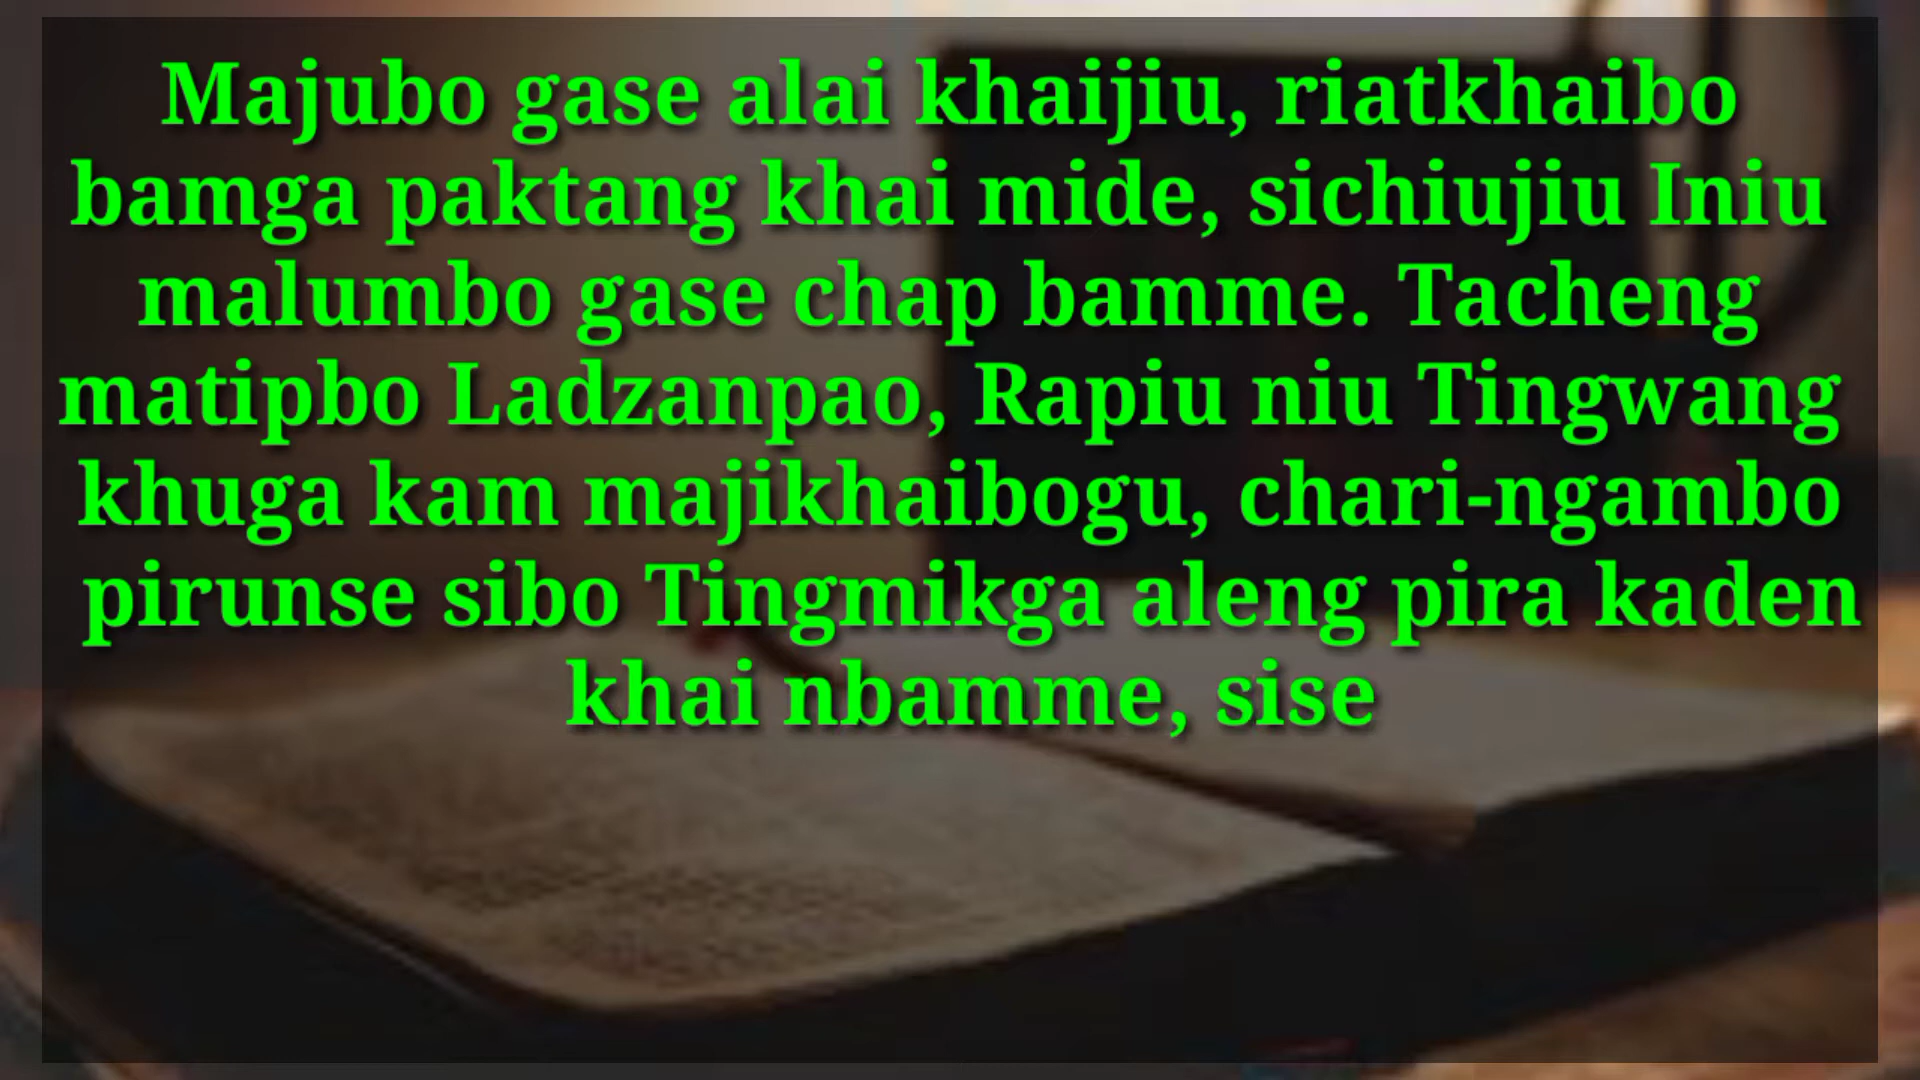 Majubo gase alai khaijiu, riatkhaibo
bamga paktang khai mide, sichiujiu Iniu
malumbo gase chap bamme. Tacheng
matipbo Ladzanpao, Rapiu niu Tingwang
khuga kam majikhaibogu, chari-ngambo
pirunse sibo Tingmikga aleng pira kaden
khai nbamme, sise